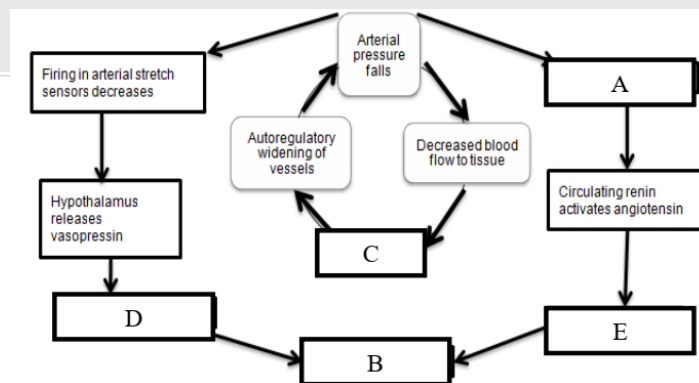 Arterial
pressure
falls
Firing in arterial stretch
sensors decreases
A
Autoregulatory
widening of
vessels
Decreased blood
flow to tissue
Hypothalamus
releases
vasopressin
Circulating renin
activates angiotensin
C
D
E
B